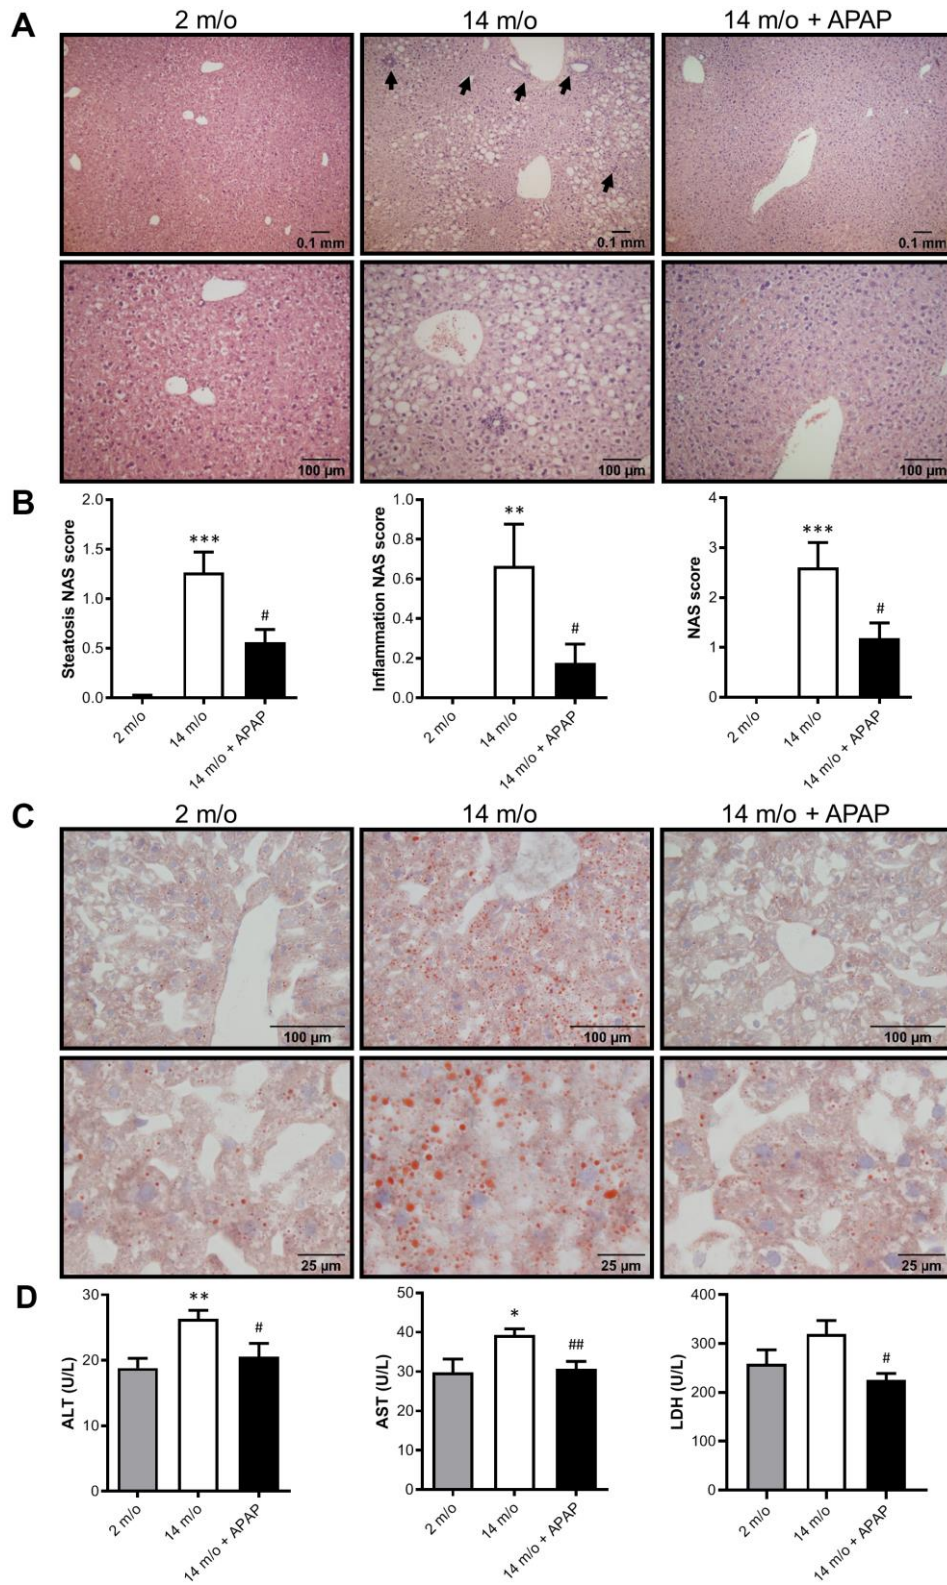 A
2 m/o
14 m/o
14 m/o + APAP
0.1 mm
0.1 mm
0.1 mm
100 µm
100 µm
100 µm
B
Steatosis NAS score
2.0
1.5
1.0
0.5
0.0
***
#
2 m/o
14 m/o
14 m/o + APAP
Inflammation NAS score
1.0
0.8
0.6
0.4
0.2
0.0
**
#
2 m/o
14 m/o
14 m/o + APAP
NAS score
4
3
2
1
0
***
#
2 m/o
14 m/o
14 m/o + APAP
C
2 m/o
14 m/o
14 m/o + APAP
100 µm
100 µm
100 µm
25 µm
25 µm
25 µm
D
ALT (U/L)
30
20
10
0
**
#
2 m/o
14 m/o
14 m/o + APAP
AST (U/L)
50
40
30
20
10
0
*
##
2 m/o
14 m/o
14 m/o + APAP
LDH (U/L)
400
300
200
100
0
#
2 m/o
14 m/o
14 m/o + APAP